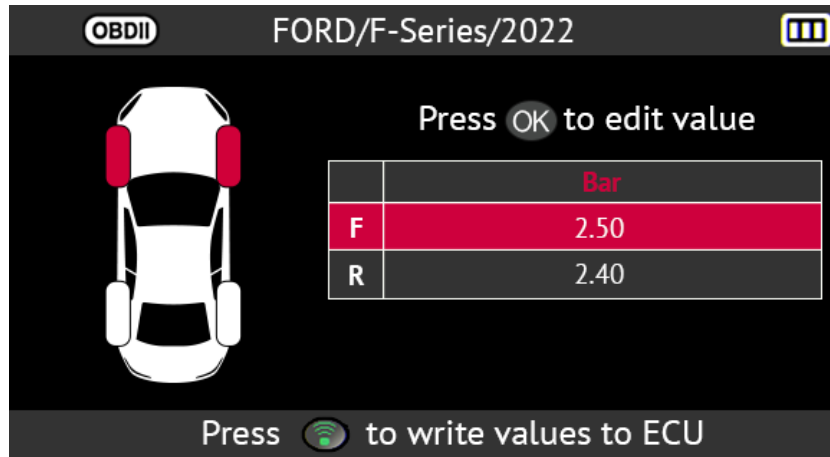 OBDII FORD/F-Series/2022
Press OK to edit value
Bar
F 2.50
R 2.40
Press to write values to ECU